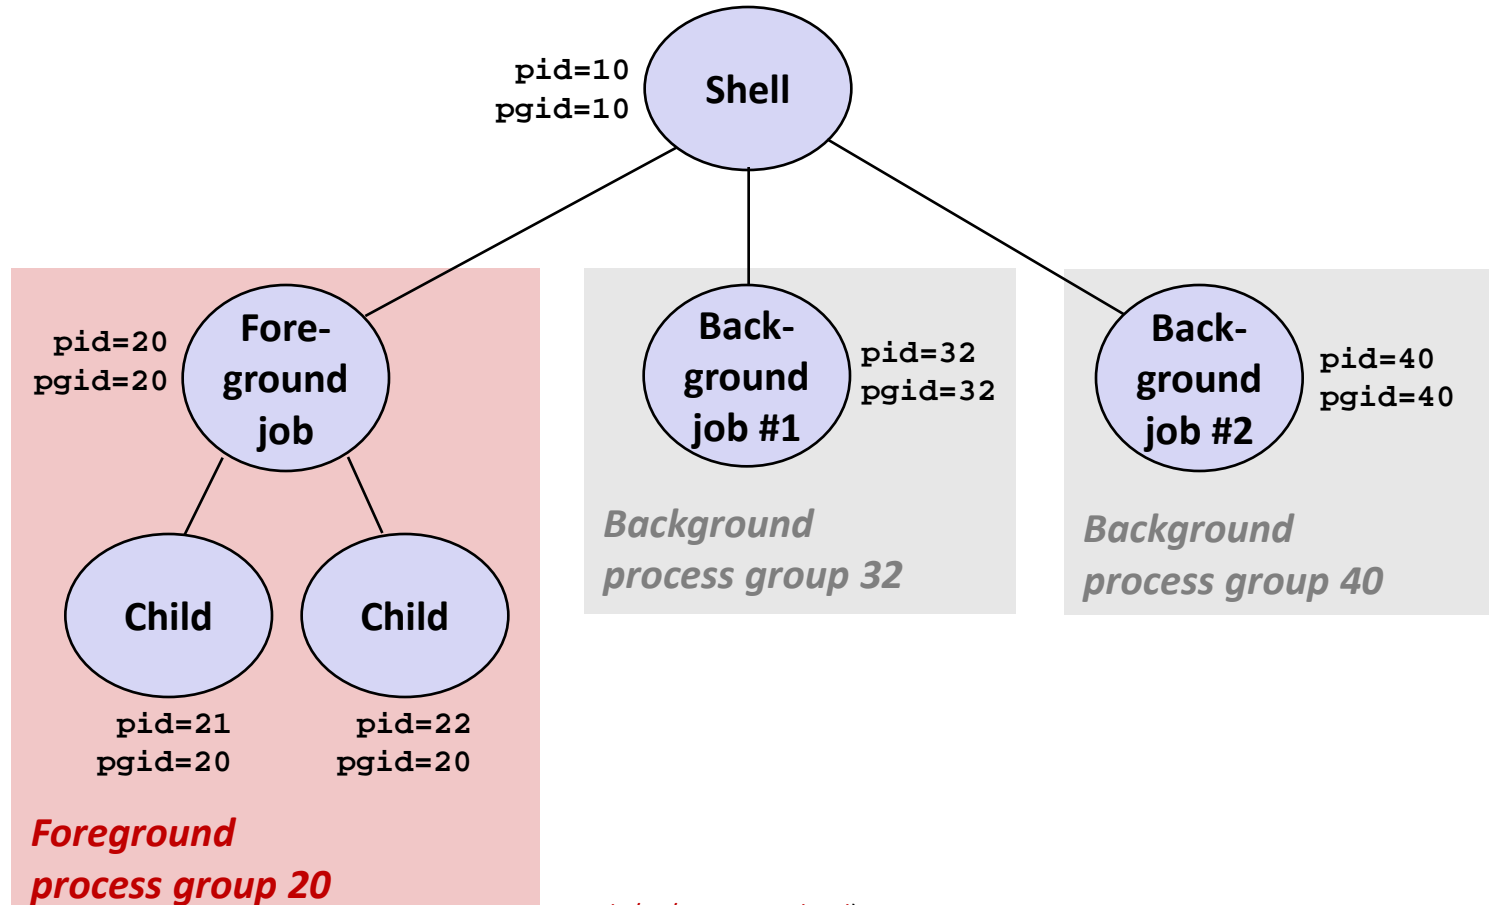 pid=10
pgid=10
Shell
pid=20
pgid=20
Fore-
ground
job
Back-
ground
job #1
pid=32
pgid=32
Back-
ground
job #2
pid=40
pgid=40
Background
process group 32
Background
process group 40
Child
Child
pid=21
pgid=20
pid=22
pgid=20
Foreground
process group 20